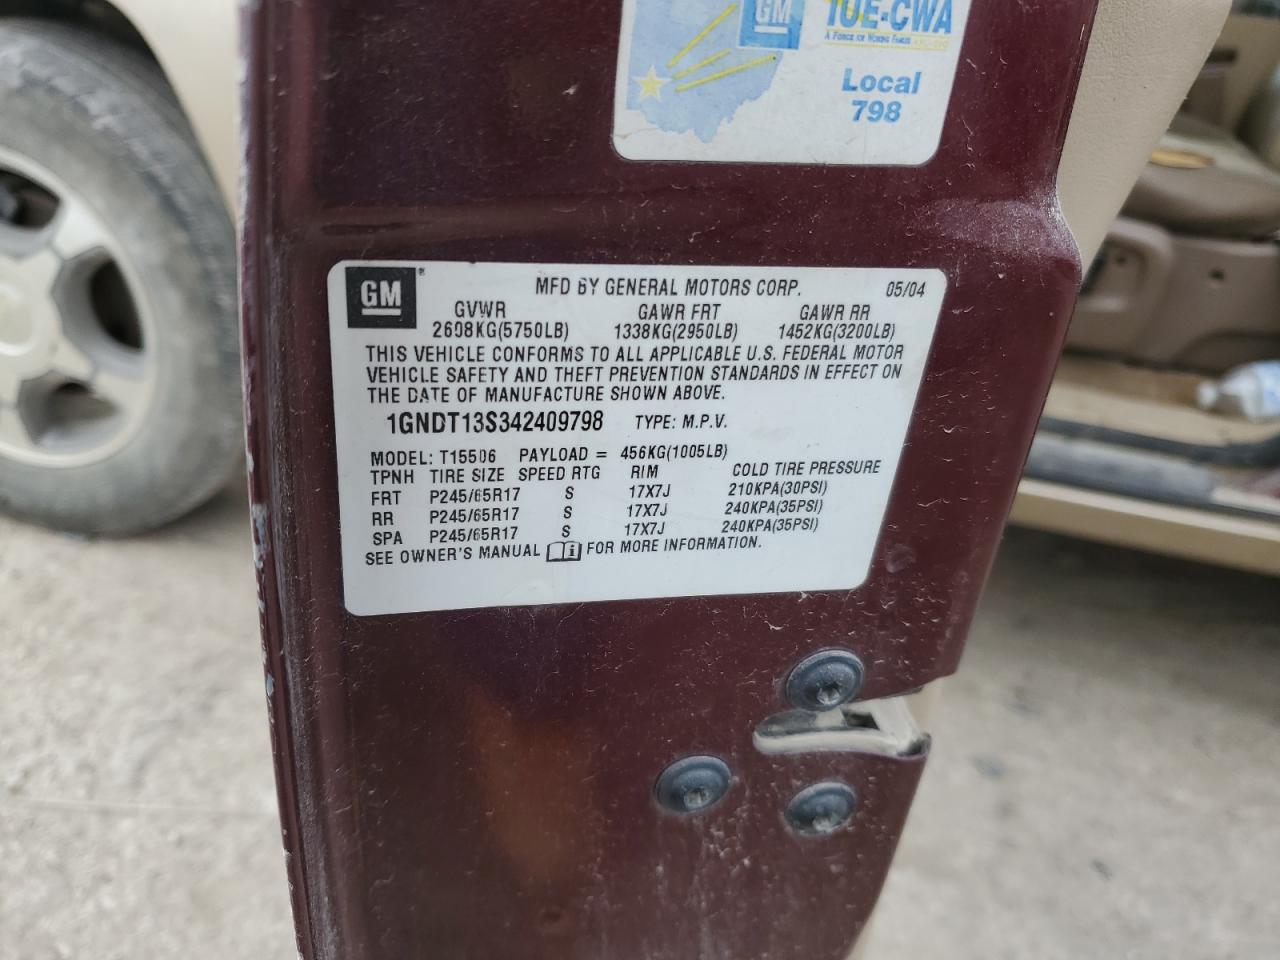 GM
IUE-CWA
A FORCE FOR WORKING FAMILIES
Local
798
GM
MFD BY GENERAL MOTORS CORP. 05/04
GVWR GAWR FRT GAWR RR
2608KG(5750LB) 1338KG(2950LB) 1452KG(3200LB)
THIS VEHICLE CONFORMS TO ALL APPLICABLE U.S. FEDERAL MOTOR
VEHICLE SAFETY AND THEFT PREVENTION STANDARDS IN EFFECT ON
THE DATE OF MANUFACTURE SHOWN ABOVE.
1GNDT13S342409798 TYPE: M.P.V.
MODEL: T15506 PAYLOAD = 456KG(1005LB)
TPNH TIRE SIZE SPEED RTG RIM COLD TIRE PRESSURE
FRT P245/65R17 S 17X7J 210KPA(30PSI)
RR P245/65R17 S 17X7J 240KPA(35PSI)
SPA P245/65R17 S 17X7J 240KPA(35PSI)
SEE OWNER'S MANUAL FOR MORE INFORMATION.